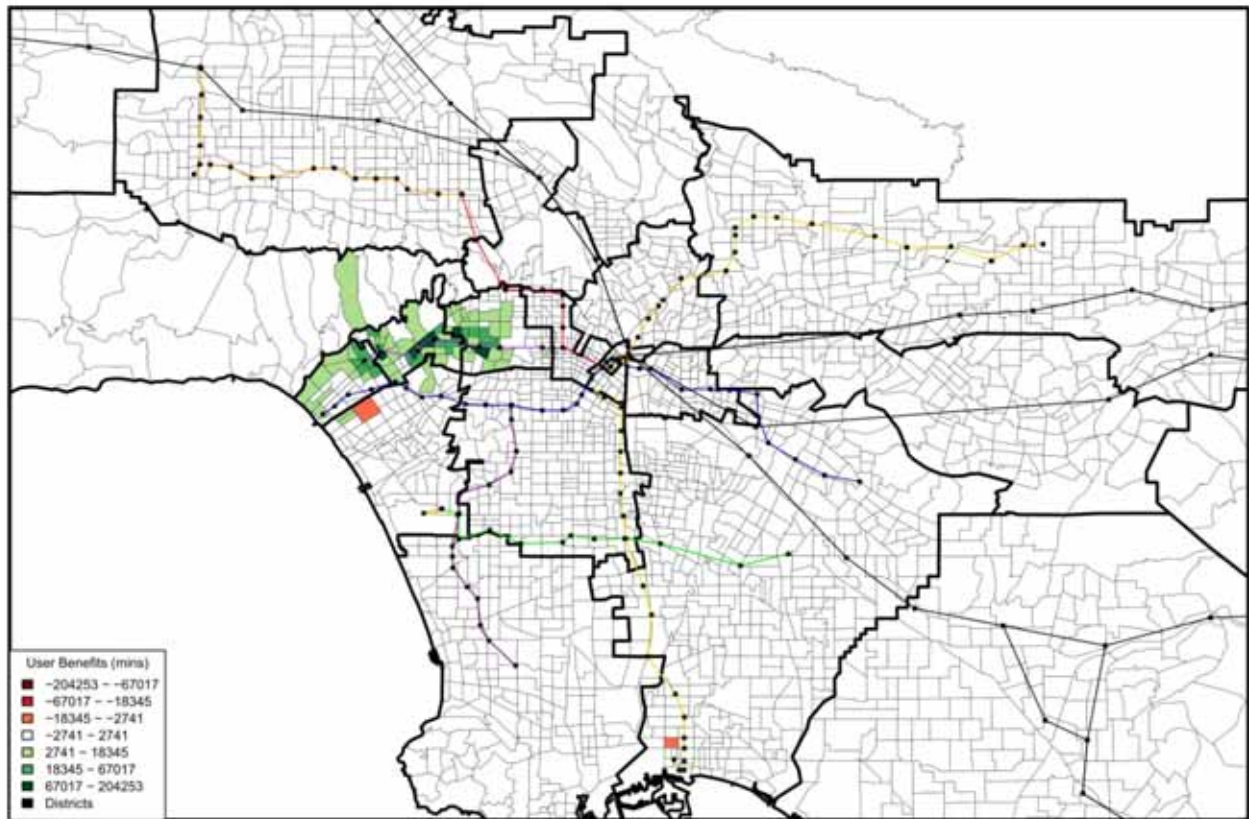 User Benefits (mins)
−204253 − −67017
−67017 − −18345
−18345 − −2741
−2741 − 2741
2741 − 18345
18345 − 67017
67017 − 204253
Districts